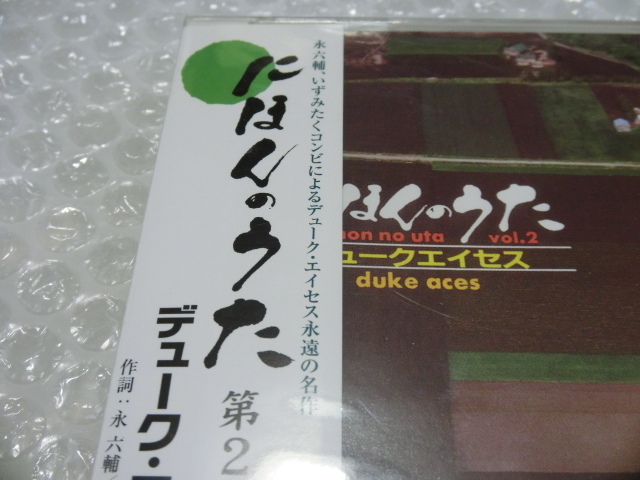 永六輔、いずみたくコンビによるデューク・エイセス永遠の名作
にほんのうた
第2
デューク・
作詞:永 六輔
ほんのうた
on no uta vol.2
ュークエイセス
duke aces